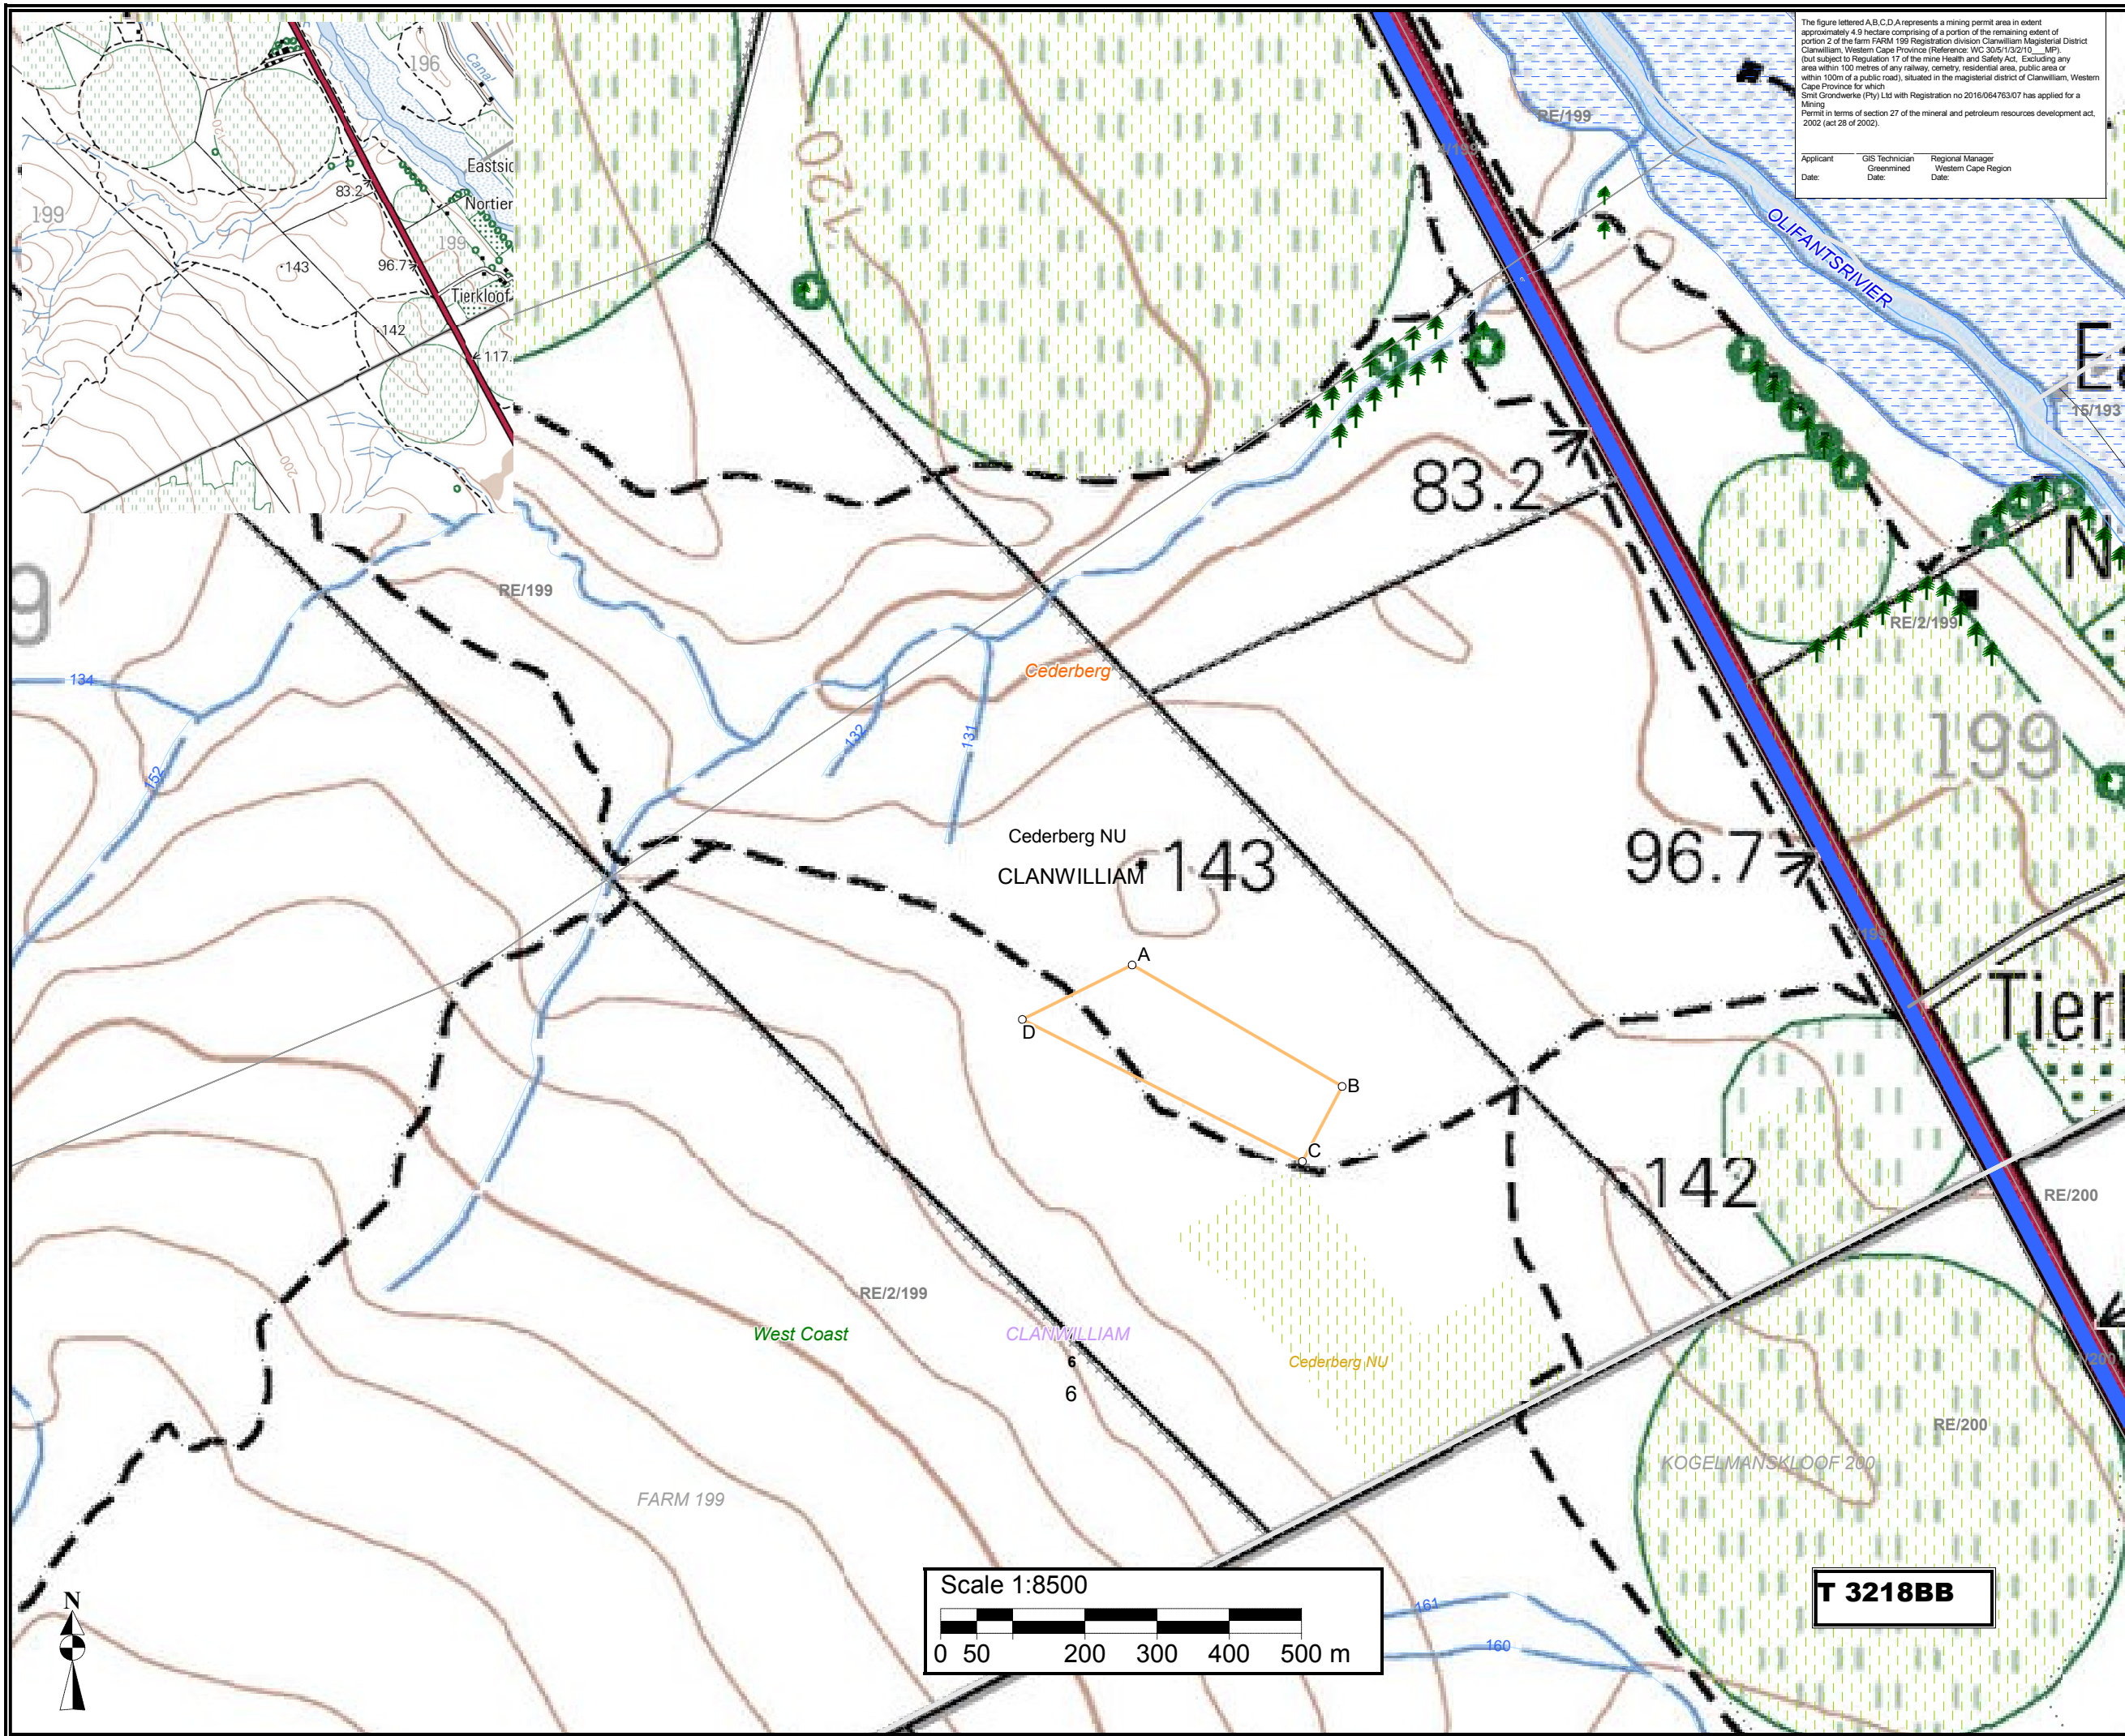 The figure lettered A,B,C,D,A represents a mining permit area in extent
approximately 4.9 hectare comprising of a portion of the remaining extent of
portion 2 of the farm FARM 199 Registration division Clanwilliam Magisterial District
Clanwilliam, Western Cape Province (Reference: WC 30/5/1/3/2/10___MP).
(but subject to Regulation 17 of the mine Health and Safety Act, Excluding any
area within 100 metres of any railway, cemetry, residential area, public area or
within 100m of a public road), situated in the magisterial district of Clanwilliam, Western
Cape Province for which
Smit Grondwerke (Pty) Ltd with Registration no 2016/064763/07 has applied for a
Mining
Permit in terms of section 27 of the mineral and petroleum resources development act,
2002 (act 28 of 2002).
Applicant GIS Technician Regional Manager
Greenmined Western Cape Region
Date: Date: Date:
196
Canal
120
Eastsid
83.2
Nortier
199
199
143
96.7
Tierkloof
142
117.
200
120
RE/199
OLIFANTSRIVIER
15/193
83.2
N
RE/199
9
RE/2/199
134
Cederberg
199
132
131
152
Cederberg NU
143
CLANWILLIAM
96.7
3/199
A
Tierl
D
B
C
142
RE/200
RE/2/199
West Coast
CLANWILLIAM
6
Cederberg NU
6
RE/200
KOGELMANSKLOOF 200
FARM 199
Scale 1:8500
0 50 200 300 400 500 m
161
160
T 3218BB
N